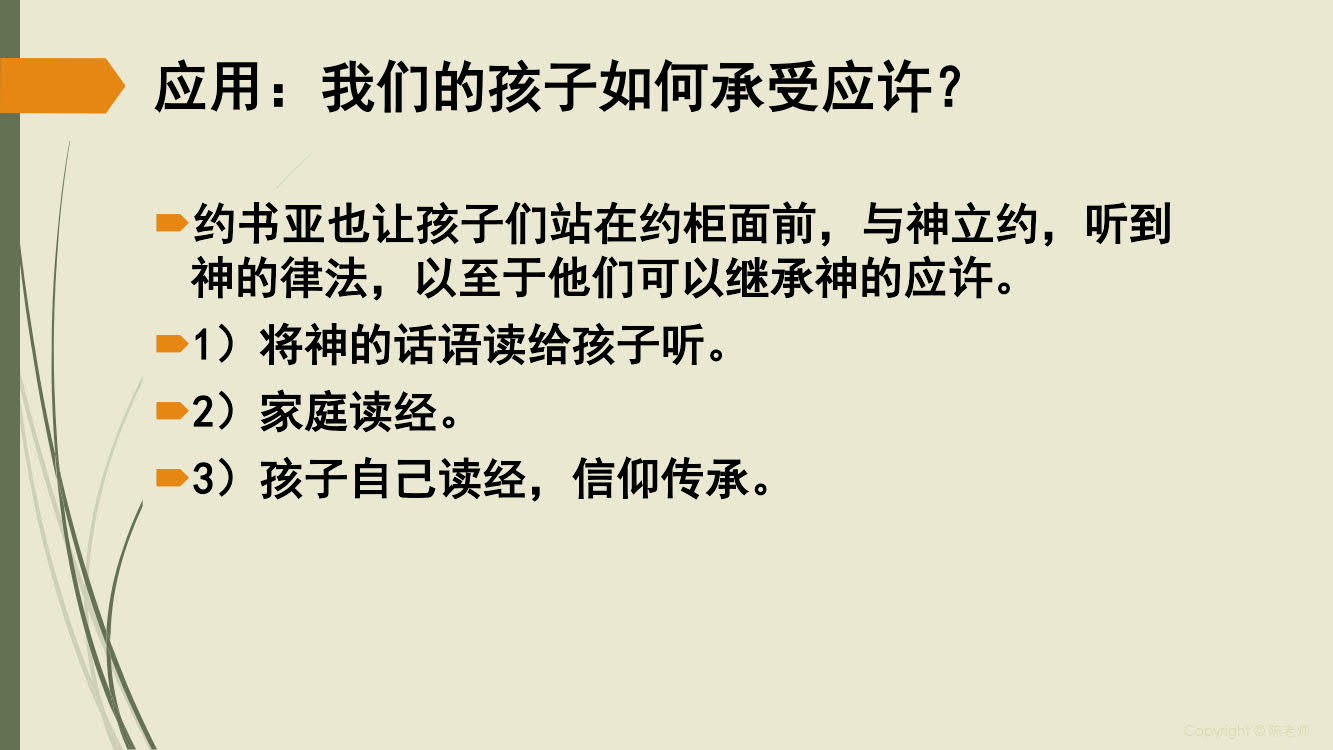 应用：我们的孩子如何承受应许？
约书亚也让孩子们站在约柜面前，与神立约，听到
神的律法，以至于他们可以继承神的应许。
1）将神的话语读给孩子听。
2）家庭读经。
3）孩子自己读经，信仰传承。
Copyright @ 陈老师